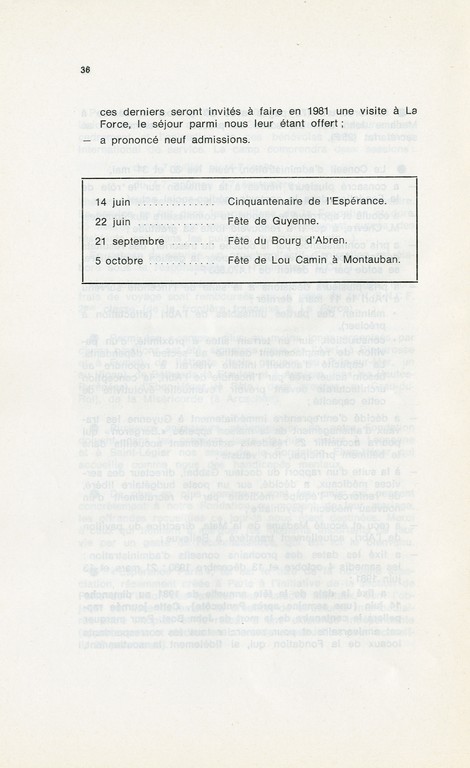 36
ces derniers seront invités à faire en 1981 une visite à La
Force, le séjour parmi nous leur étant offert ;
— a prononcé neuf admissions.
14 juin ............. Cinquantenaire de l'Espérance.
22 juin ............. Fête de Guyenne.
21 septembre ........ Fête du Bourg d'Abren.
5 octobre ............ Fête de Lou Camin à Montauban.